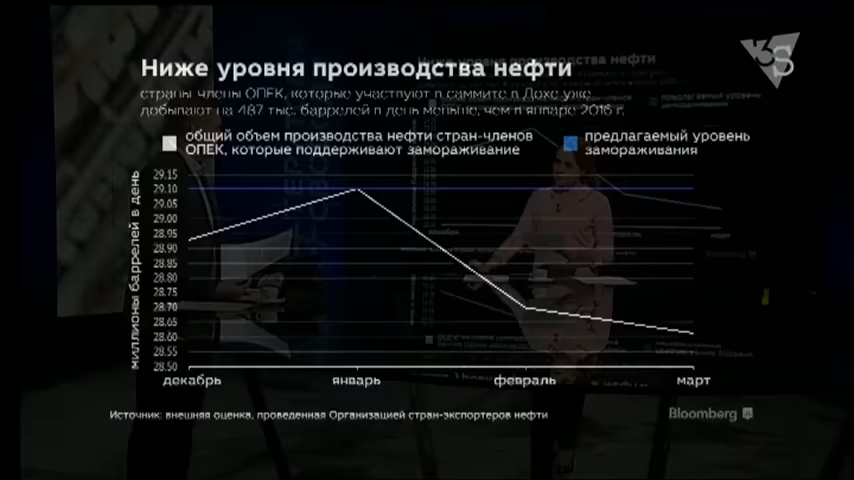 Ниже уровня производства нефти
страны-члены ОПЕК, которые участвуют в саммите в Дохе уже
добывают на 487 тыс. баррелей в день меньше, чем в январе 2016 г.
общий объем производства нефти стран-членов
ОПЕК, которые поддерживают замораживание
предлагаемый уровень
замораживания
миллионы баррелей в день
29.15
29.10
29.05
29.00
28.95
28.90
28.85
28.80
28.75
28.70
28.65
28.60
28.55
28.50
декабрь январь февраль март
Источник: внешняя оценка, проведенная Организацией стран-экспортеров нефти
Bloomberg